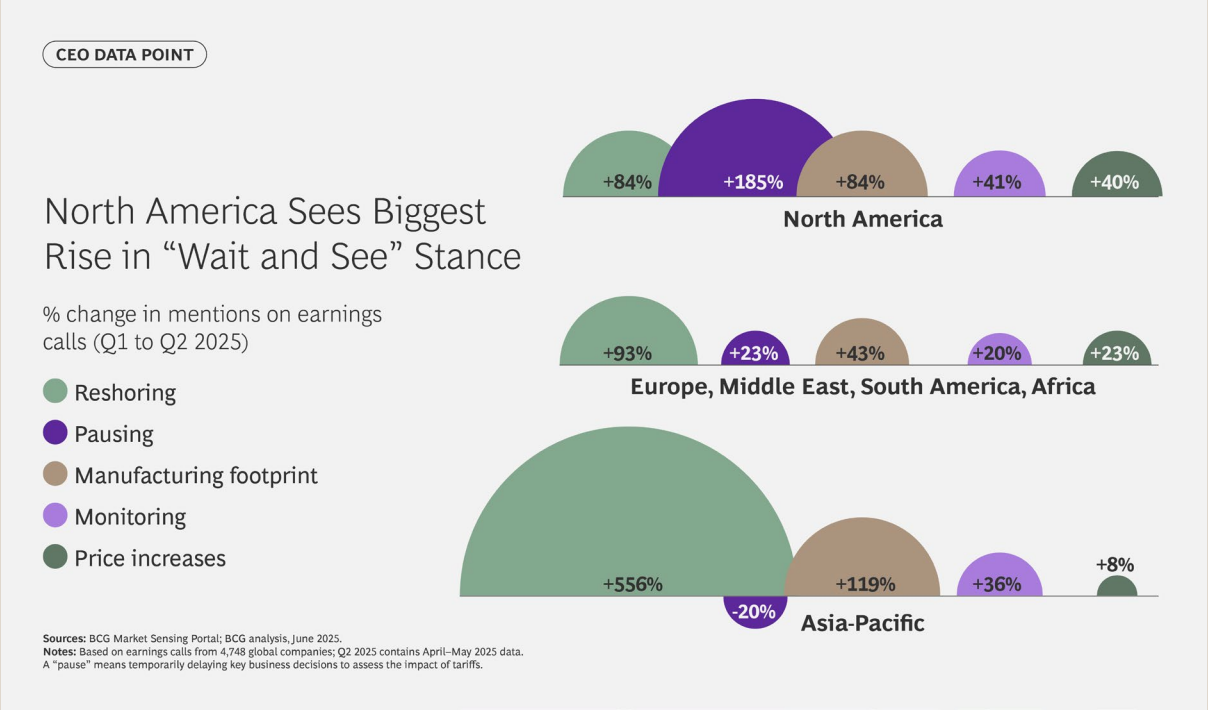 CEO DATA POINT
North America Sees Biggest
Rise in “Wait and See” Stance
% change in mentions on earnings
calls (Q1 to Q2 2025)
Reshoring
Pausing
Manufacturing footprint
Monitoring
Price increases
+84% +185% +84% +41% +40%
North America
+93% +23% +43% +20% +23%
Europe, Middle East, South America, Africa
+556% -20% +119% +36% +8%
Asia-Pacific
Sources: BCG Market Sensing Portal; BCG analysis, June 2025.
Notes: Based on earnings calls from 4,748 global companies; Q2 2025 contains April–May 2025 data.
A “pause” means temporarily delaying key business decisions to assess the impact of tariffs.